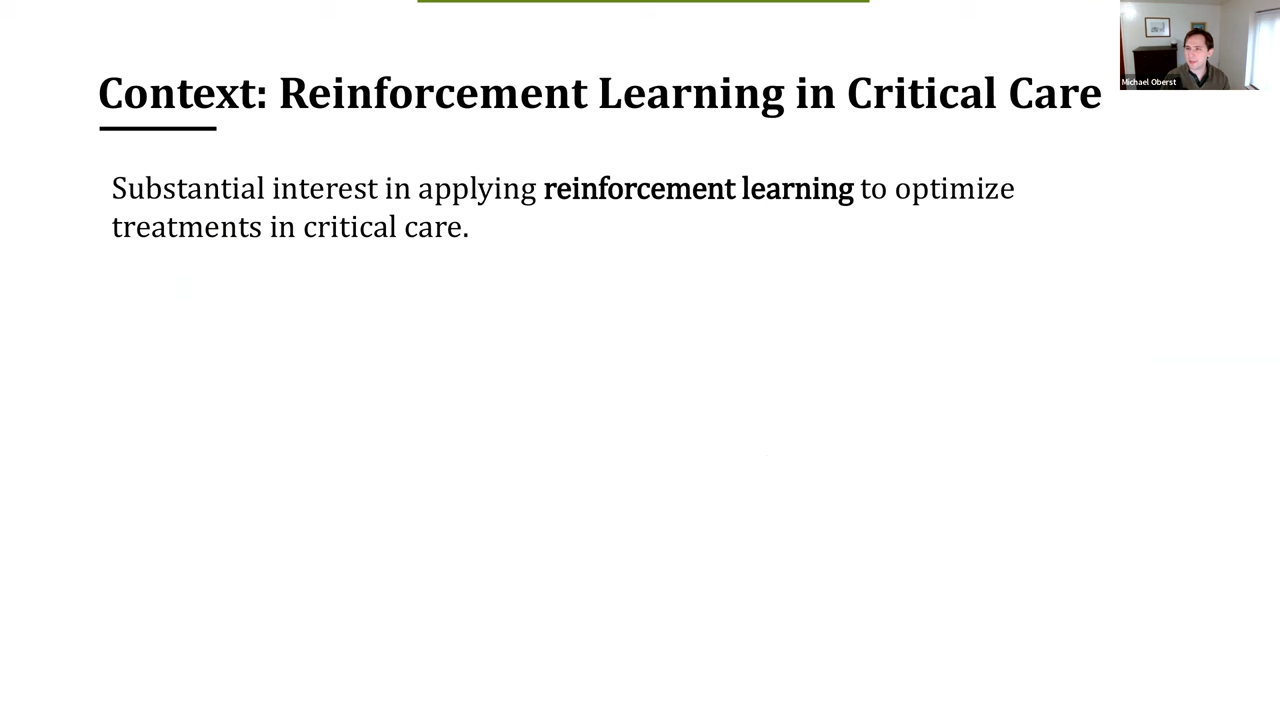 Context: Reinforcement Learning in Critical Care
Michael Oberst
Substantial interest in applying reinforcement learning to optimize
treatments in critical care.